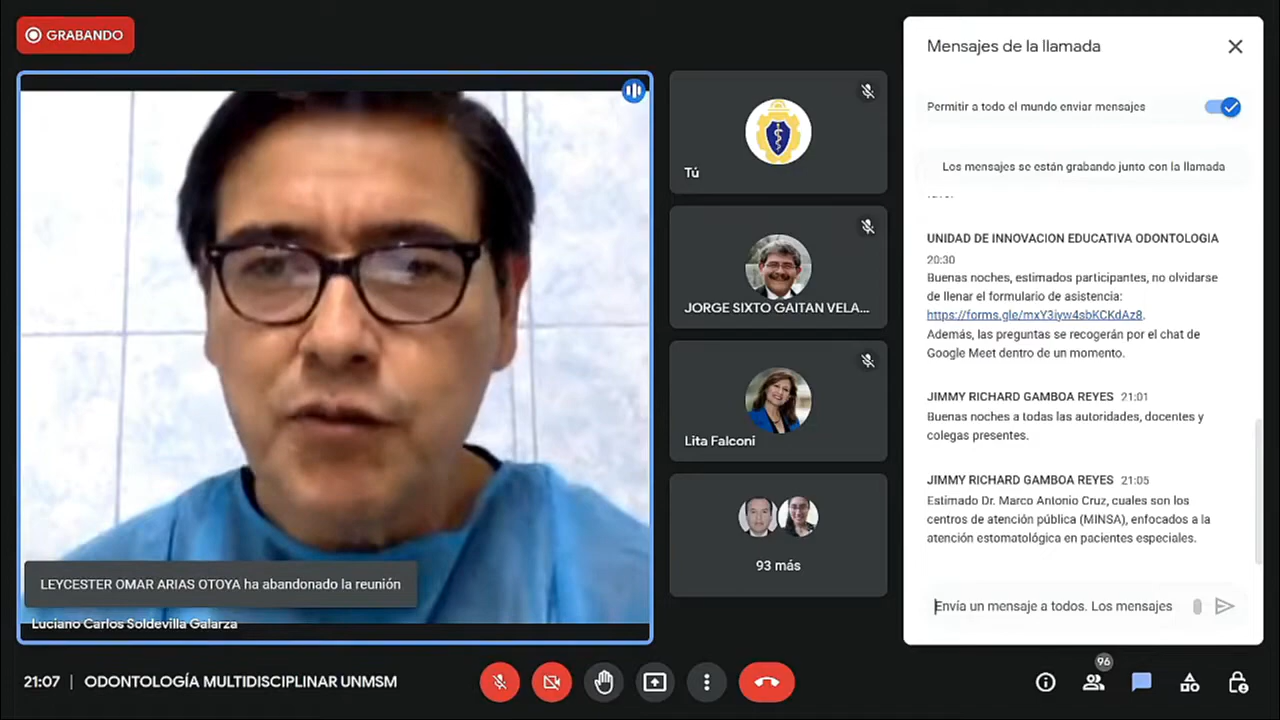 GRABANDO
Tú
JORGE SIXTO GAITAN VELA...
Lita Falconi
93 más
LEYCESTER OMAR ARIAS OTOYA ha abandonado la reunión
Luciano Carlos Soldevilla Galarza
Mensajes de la llamada
Permitir a todo el mundo enviar mensajes
Los mensajes se están grabando junto con la llamada
UNIDAD DE INNOVACION EDUCATIVA ODONTOLOGIA
20:30
Buenas noches, estimados participantes, no olvidarse
de llenar el formulario de asistencia:
https://forms.gle/mxY3iyw4sbKCKdAz8.
Además, las preguntas se recogerán por el chat de
Google Meet dentro de un momento.
JIMMY RICHARD GAMBOA REYES 21:01
Buenas noches a todas las autoridades, docentes y
colegas presentes.
JIMMY RICHARD GAMBOA REYES 21:05
Estimado Dr. Marco Antonio Cruz, cuales son los
centros de atención pública (MINSA), enfocados a la
atención estomatológica en pacientes especiales.
Envía un mensaje a todos. Los mensajes
21:07 | ODONTOLOGÍA MULTIDISCIPLINAR UNMSM
96